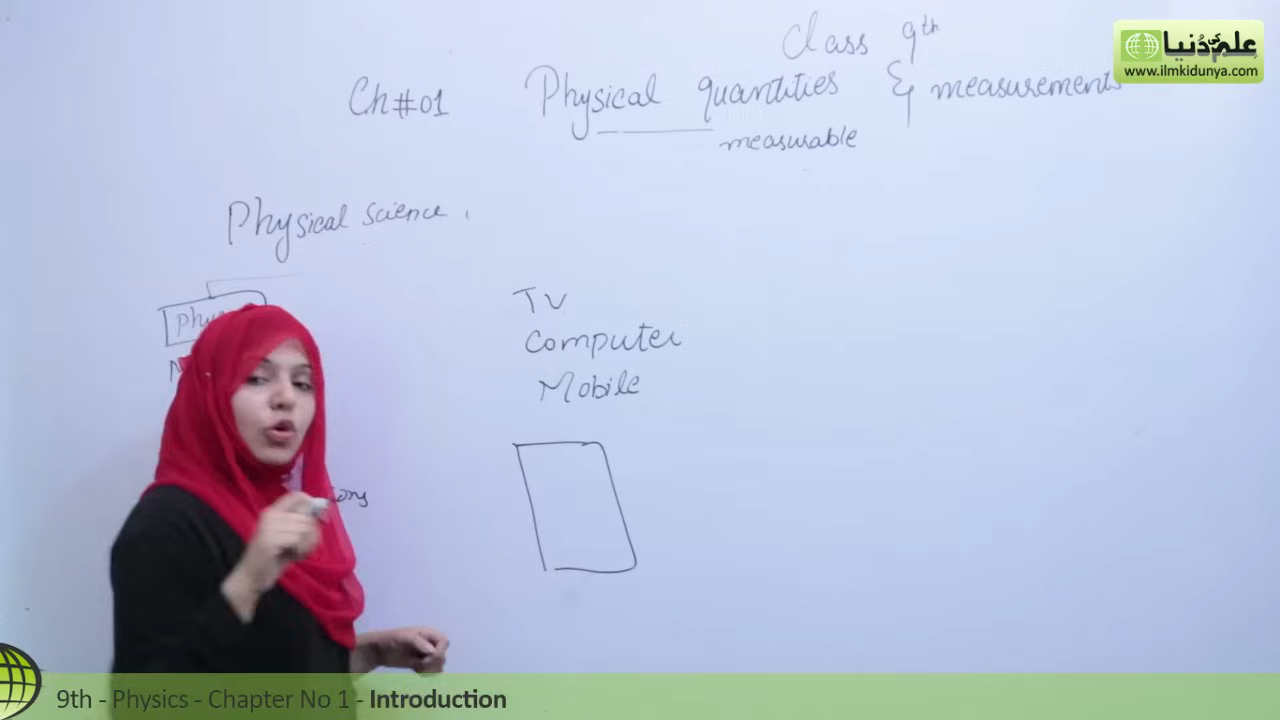 Class 9th
علم کی دُنیا
www.ilmkidunya.com
Ch#01 Physical quantities & measurements
measurable
Physical science.
TV
Computer
Mobile
9th - Physics - Chapter No 1 - Introduction